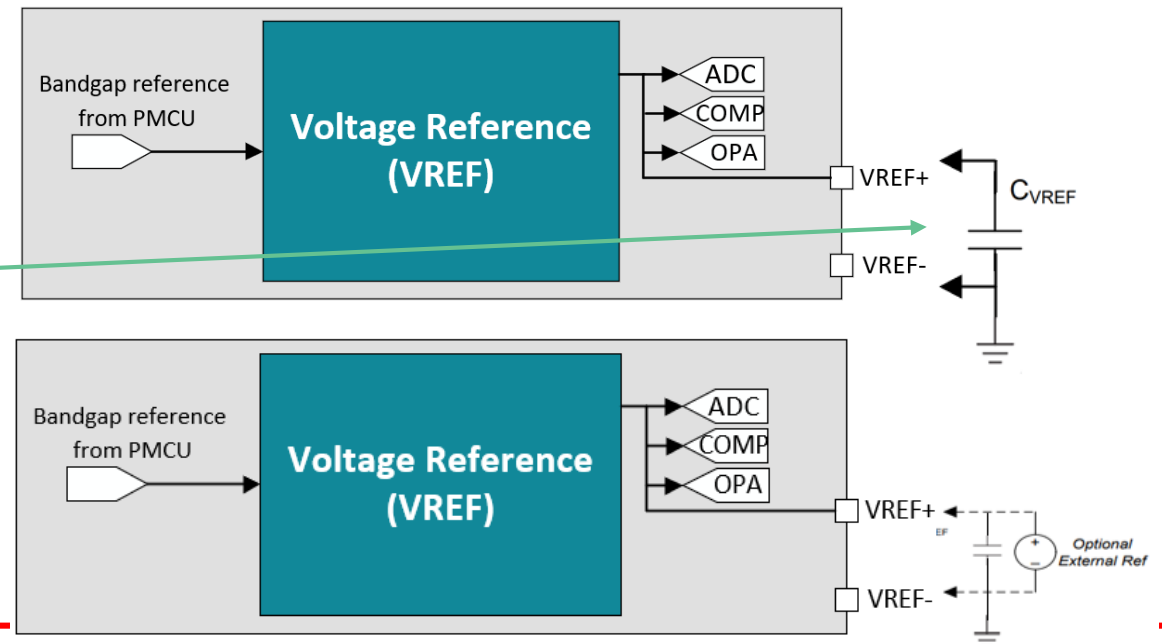 Bandgap reference
from PMCU
Voltage Reference
(VREF)
ADC
COMP
OPA
VREF+
VREF-
CVREF
Bandgap reference
from PMCU
Voltage Reference
(VREF)
ADC
COMP
OPA
VREF+
VREF-
EF
+
−
Optional
External Ref